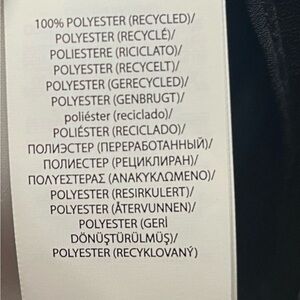 100% POLYESTER (RECYCLED)/
POLYESTER (RECYCLÉ)/
POLIESTERE (RICICLATO)/
POLYESTER (RECYCELT)/
POLYESTER (GERECYCLED)/
POLYESTER (GENBRUGT)/
poliéster (reciclado)/
POLIÉSTER (RECICLADO)/
ПОЛИЭСТЕР (ПЕРЕРАБОТАННЫЙ)/
ПОЛИЕСТЕР (РЕЦИКЛИРАН)/
ΠΟΛΥΕΣΤΕΡΑΣ (ΑΝΑΚΥΚΛΩΜΕΝΟ)/
POLYESTER (RESIRKULERT)/
POLYESTER (ÅTERVUNNEN)/
POLYESTER (GERİ
DÖNÜŞTÜRÜLMÜŞ)/
POLYESTER (RECYKLOVANÝ)